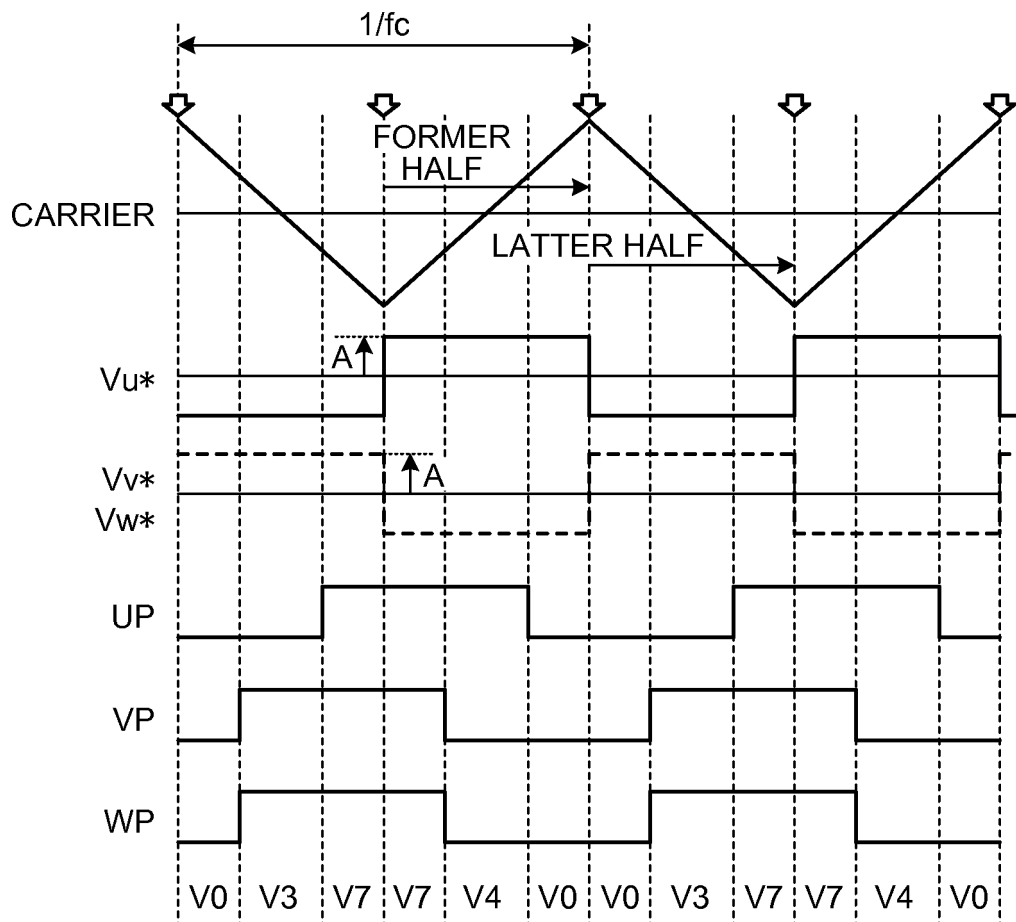 1/fc
FORMER
HALF
CARRIER
LATTER HALF
A
Vu*
Vv*
A
Vw*
UP
VP
WP
V0 V3 V7 V7 V4 V0 V0 V3 V7 V7 V4 V0